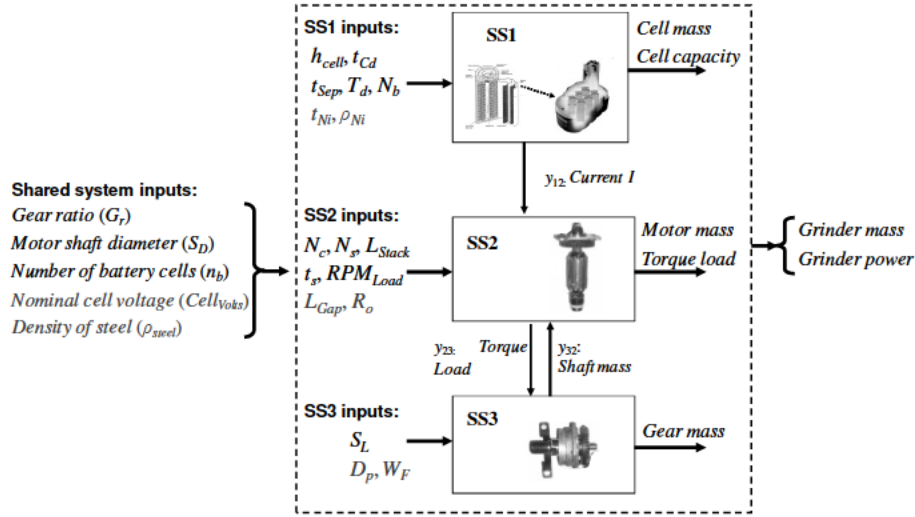 SS1 inputs:
h_cell, t_Cd
t_Sep, T_d, N_b
t_Ni, ρ_Ni
SS1
Cell mass
Cell capacity
y_12: Current I
Shared system inputs:
Gear ratio (G_r)
Motor shaft diameter (S_D)
Number of battery cells (n_b)
Nominal cell voltage (Cell_Volts)
Density of steel (ρ_steel)
SS2 inputs:
N_c, N_s, L_Stack
t_s, RPM_Load
L_Gap, R_o
SS2
Motor mass
Torque load
Grinder mass
Grinder power
y_23: Torque
Load
y_32:
Shaft mass
SS3 inputs:
S_L
D_p, W_F
SS3
Gear mass